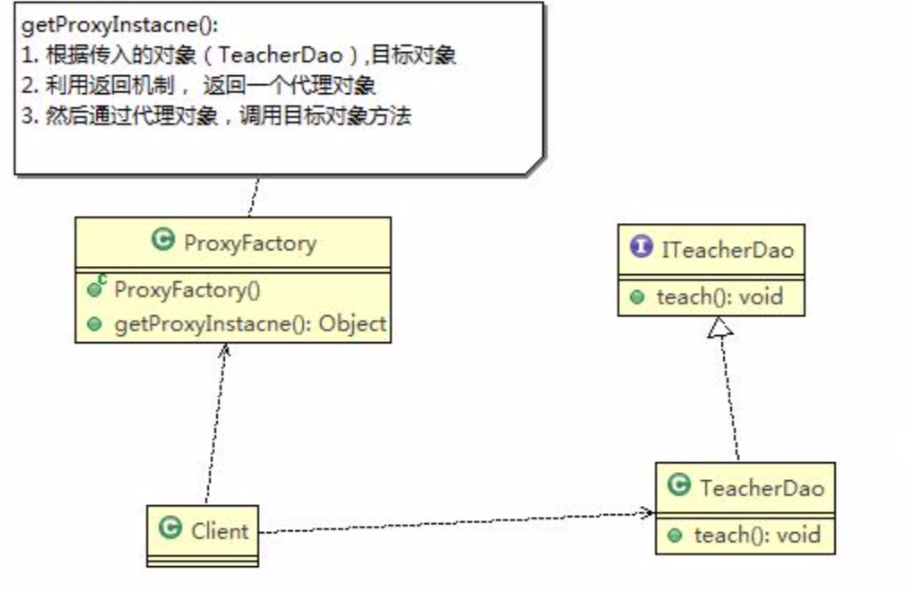 getProxyInstacne():
1. 根据传入的对象（TeacherDao）,目标对象
2. 利用返回机制， 返回一个代理对象
3. 然后通过代理对象，调用目标对象方法
C ProxyFactory
C ProxyFactory()
getProxyInstacne(): Object
I ITeacherDao
teach(): void
C Client
C TeacherDao
teach(): void